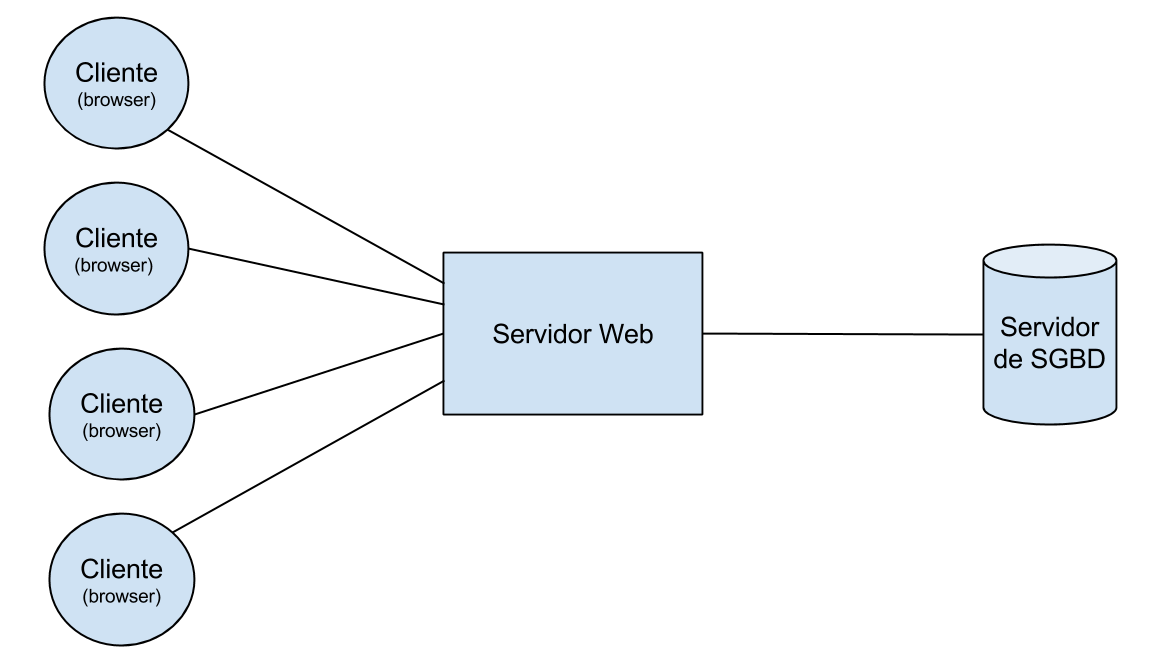 Cliente
(browser)
Cliente
(browser)
Cliente
(browser)
Cliente
(browser)
Servidor Web
Servidor
de SGBD